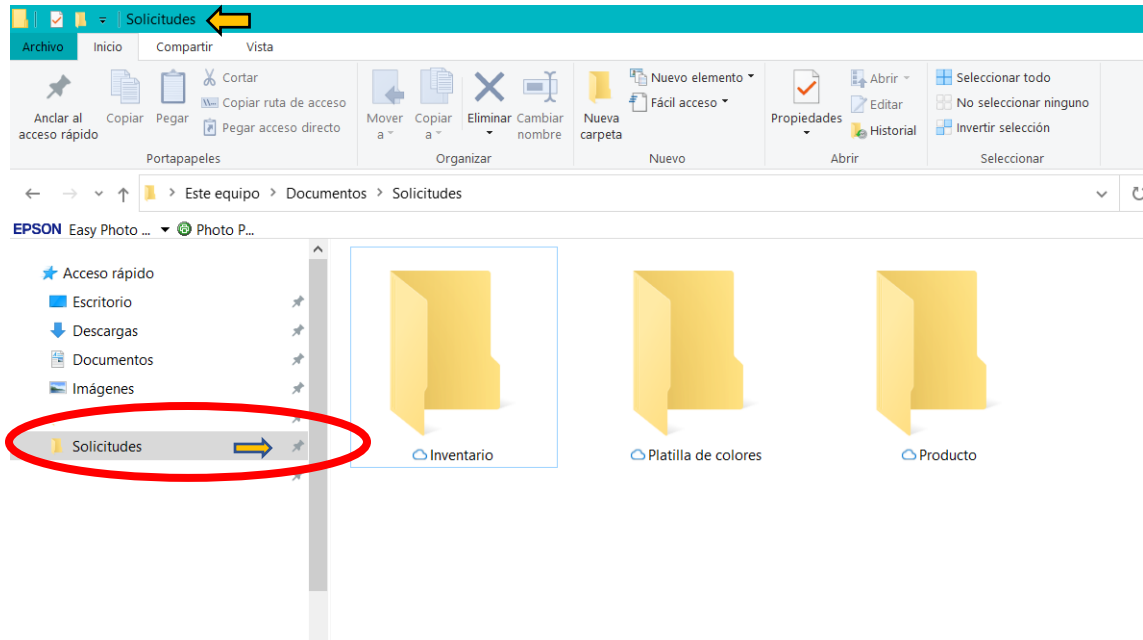 Solicitudes
Archivo Inicio Compartir Vista
Anclar al acceso rápido
Copiar
Pegar
Cortar
Copiar ruta de acceso
Pegar acceso directo
Portapapeles
Mover a
Copiar a
Eliminar
Cambiar nombre
Organizar
Nueva carpeta
Nuevo elemento
Fácil acceso
Nuevo
Propiedades
Abrir
Editar
Historial
Abrir
Seleccionar todo
No seleccionar ninguno
Invertir selección
Seleccionar
Este equipo > Documentos > Solicitudes
EPSON Easy Photo ... Photo P...
Acceso rápido
Escritorio
Descargas
Documentos
Imágenes
Solicitudes
Inventario
Platilla de colores
Producto